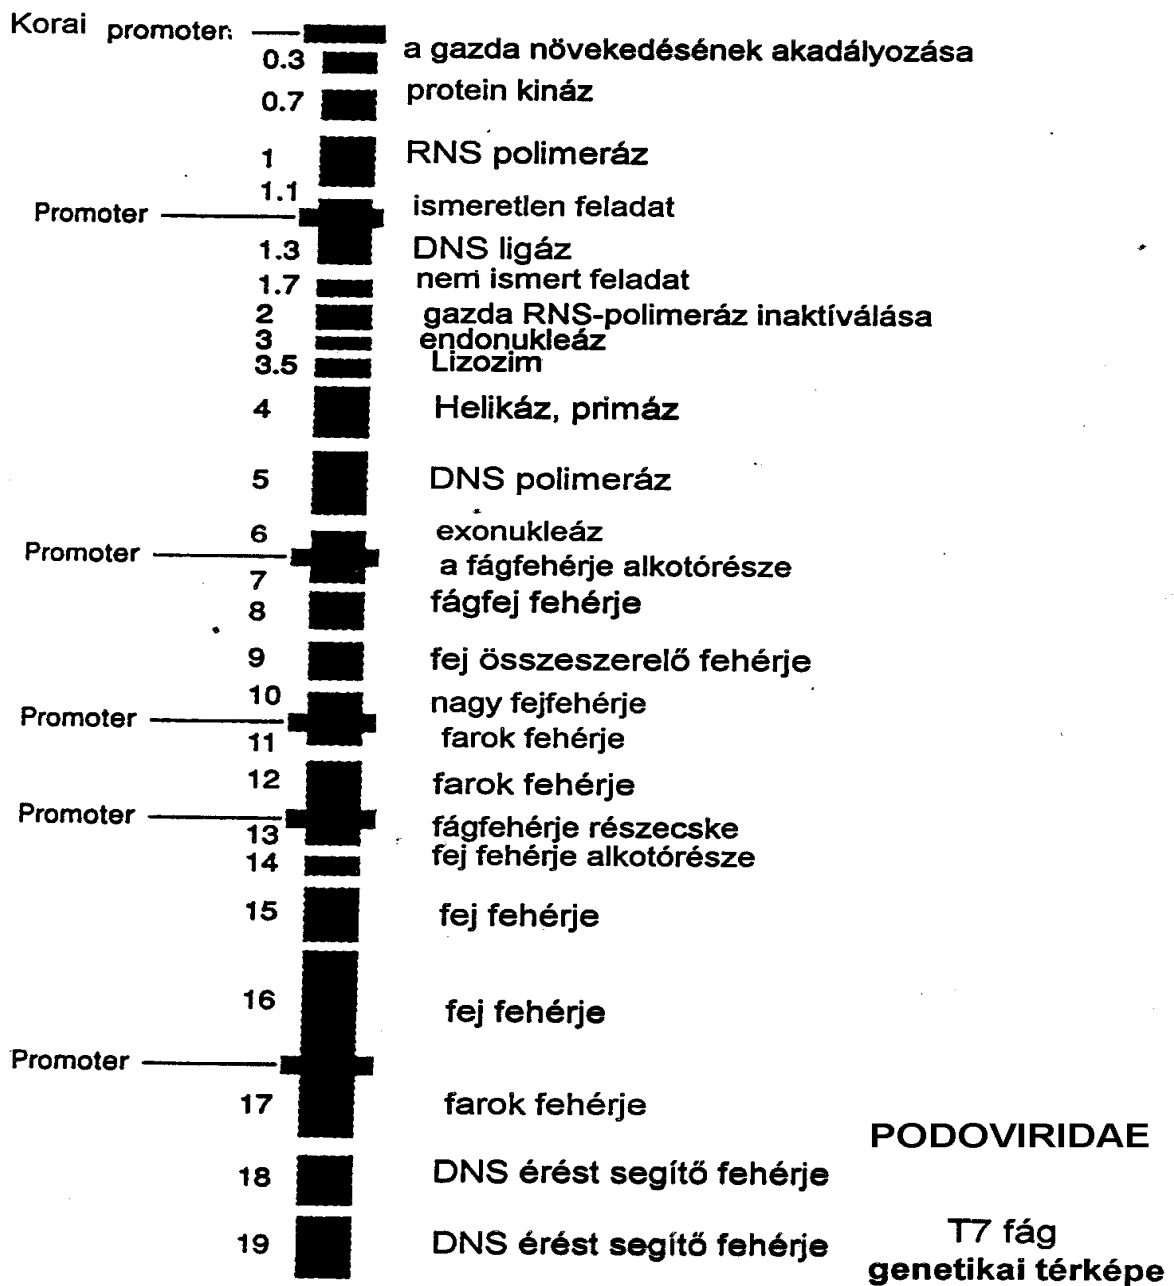 Korai promoter
0.3 a gazda növekedésének akadályozása
0.7 protein kináz
1 RNS polimeráz
1.1 ismeretlen feladat
Promoter
1.3 DNS ligáz
1.7 nem ismert feladat
2 gazda RNS-polimeráz inaktíválása
3 endonukleáz
3.5 Lizozim
4 Helikáz, primáz
5 DNS polimeráz
6 exonukleáz
Promoter
7 a fágfehérje alkotórésze
8 fágfej fehérje
9 fej összeszerelő fehérje
10 nagy fejfehérje
Promoter
11 farok fehérje
12 farok fehérje
Promoter
13 fágfehérje részecske
14 fej fehérje alkotórésze
15 fej fehérje
16 fej fehérje
Promoter
17 farok fehérje
18 DNS érést segítő fehérje
19 DNS érést segítő fehérje
PODOVIRIDAE
T7 fág
genetikai térképe